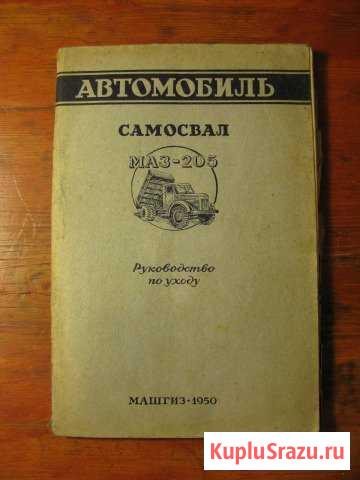 АВТОМОБИЛЬ
САМОСВАЛ
МАЗ-205
Руководство
по уходу
МАШГИЗ·1950
KupluSrazu.ru